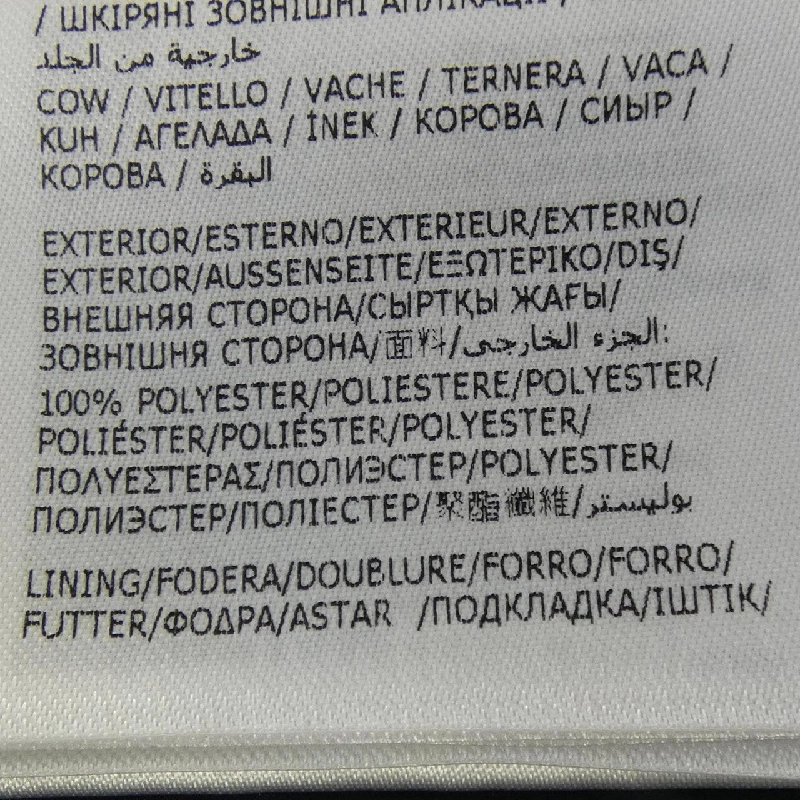 / ШКІРЯНІ ЗОВНІШНІ АПЛІКАЦІЇ /
خارجية من الجلد
COW / VITELLO / VACHE / TERNERA / VACA /
KUH / ΑΓΕΛΑΔΑ / İNEK / КОРОВА / СИЫР /
КОРОВА / البقرة
EXTERIOR/ESTERNO/EXTERIEUR/EXTERNO/
EXTERIOR/AUSSENSEITE/ΕΞΩΤΕΡΙΚΟ/DIŞ/
ВНЕШНЯЯ СТОРОНА/СЫРТҚЫ ЖАҒЫ/
ЗОВНІШНЯ СТОРОНА/面料/الجزء الخارجى:
100% POLYESTER/POLIESTERE/POLYESTER/
POLIÉSTER/POLIÉSTER/POLYESTER/
ΠΟΛΥΕΣΤΕΡΑΣ/ПОЛИЭСТЕР/POLYESTER/
ПОЛИЭСТЕР/ПОЛІЕСТЕР/聚酯纖維/بوليستر
LINING/FODERA/DOUBLURE/FORRO/FORRO/
FUTTER/ΦΟΔΡΑ/ASTAR /ПОДКЛАДКА/ІШТІК/